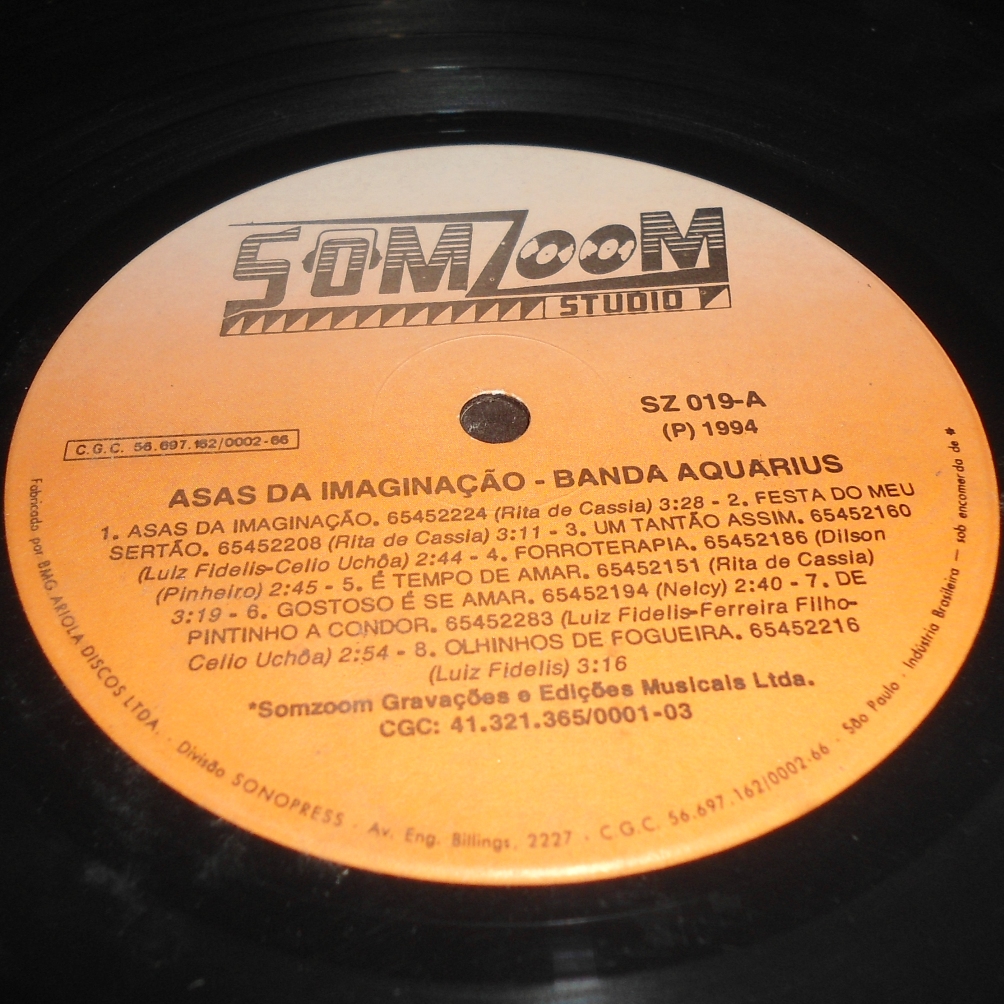 SOMZOOM
STUDIO
SZ 019-A
(P) 1994
C.G.C. 56.697.162/0002-66
ASAS DA IMAGINAÇÃO - BANDA AQUARIUS
1. ASAS DA IMAGINAÇÃO. 65452224 (Rita de Cassia) 3:28 - 2. FESTA DO MEU
SERTÃO. 65452208 (Rita de Cassia) 3:11 - 3. UM TANTÃO ASSIM. 65452160
(Luiz Fidelis-Celio Uchôa) 2:44 - 4. FORROTERAPIA. 65452186 (Dilson
(Pinheiro) 2:45 - 5. É TEMPO DE AMAR. 65452151 (Rita de Cassia)
3:19 - 6. GOSTOSO É SE AMAR. 65452194 (Nelcy) 2:40 - 7. DE
PINTINHO A CONDOR. 65452283 (Luiz Fidelis-Ferreira Filho-
Celio Uchôa) 2:54 - 8. OLHINHOS DE FOGUEIRA. 65452216
(Luiz Fidelis) 3:16
*Somzoom Gravações e Edições Musicais Ltda.
CGC: 41.321.365/0001-03
Fabricado por BMG ARIOLA DISCOS LTDA. · Divisão SONOPRESS · Av. Eng. Billings, 2227 · C.G.C. 56.697.162/0002-66 · São Paulo · Indústria Brasileira — sob encomenda de *